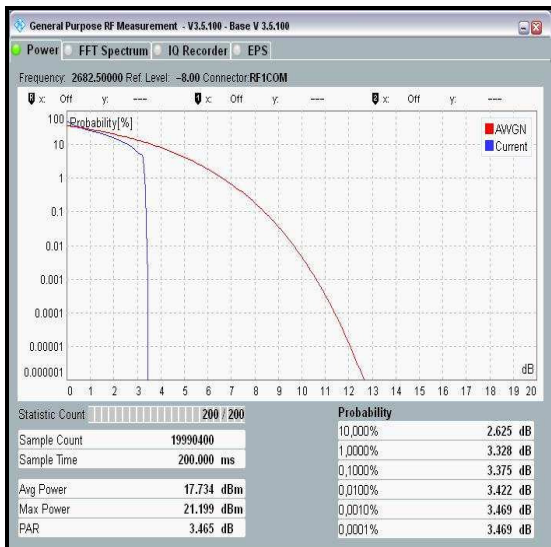 General Purpose RF Measurement - V3.5.100 - Base V 3.5.100
Power FFT Spectrum IQ Recorder EPS
Frequency: 2682.50000 Ref. Level: -8.00 Connector:RF1COM
x: Off y: --- 1 x: Off y: --- 2 x: Off y: ---
Probability[%]
AWGN
Current
100
10
1
0.1
0.01
0.001
0.0001
0.00001
0.000001
dB
0 1 2 3 4 5 6 7 8 9 10 11 12 13 14 15 16 17 18 19 20
Statistic Count 200 / 200
Sample Count 19990400
Sample Time 200.000 ms
Avg Power 17.734 dBm
Max Power 21.199 dBm
PAR 3.465 dB
Probability
10,000% 2.625 dB
1,0000% 3.328 dB
0,1000% 3.375 dB
0,0100% 3.422 dB
0,0010% 3.469 dB
0,0001% 3.469 dB